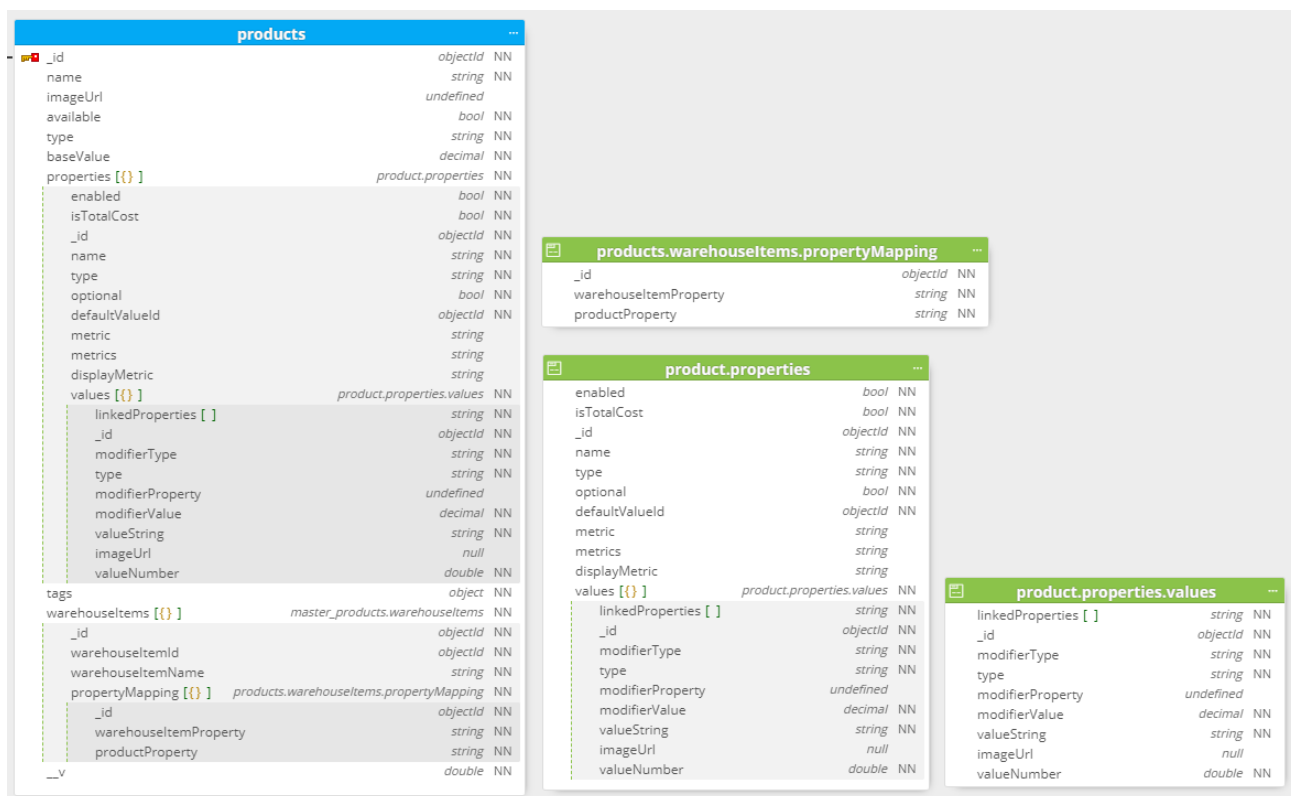 products ...
_id objectId NN
name string NN
imageUrl undefined
available bool NN
type string NN
baseValue decimal NN
properties [{} ] product.properties NN
enabled bool NN
isTotalCost bool NN
_id objectId NN
name string NN
type string NN
optional bool NN
defaultValueId objectId NN
metric string
metrics string
displayMetric string
values [{} ] product.properties.values NN
linkedProperties [ ] string NN
_id objectId NN
modifierType string NN
type string NN
modifierProperty undefined
modifierValue decimal NN
valueString string NN
imageUrl null
valueNumber double NN
tags object NN
warehouseItems [{} ] master_products.warehouseItems NN
_id objectId NN
warehouseItemId objectId NN
warehouseItemName string NN
propertyMapping [{} ] products.warehouseItems.propertyMapping NN
_id objectId NN
warehouseItemProperty string NN
productProperty string NN
__v double NN
products.warehouseItems.propertyMapping ...
_id objectId NN
warehouseItemProperty string NN
productProperty string NN
product.properties ...
enabled bool NN
isTotalCost bool NN
_id objectId NN
name string NN
type string NN
optional bool NN
defaultValueId objectId NN
metric string
metrics string
displayMetric string
values [{} ] product.properties.values NN
linkedProperties [ ] string NN
_id objectId NN
modifierType string NN
type string NN
modifierProperty undefined
modifierValue decimal NN
valueString string NN
imageUrl null
valueNumber double NN
product.properties.values ...
linkedProperties [ ] string NN
_id objectId NN
modifierType string NN
type string NN
modifierProperty undefined
modifierValue decimal NN
valueString string NN
imageUrl null
valueNumber double NN